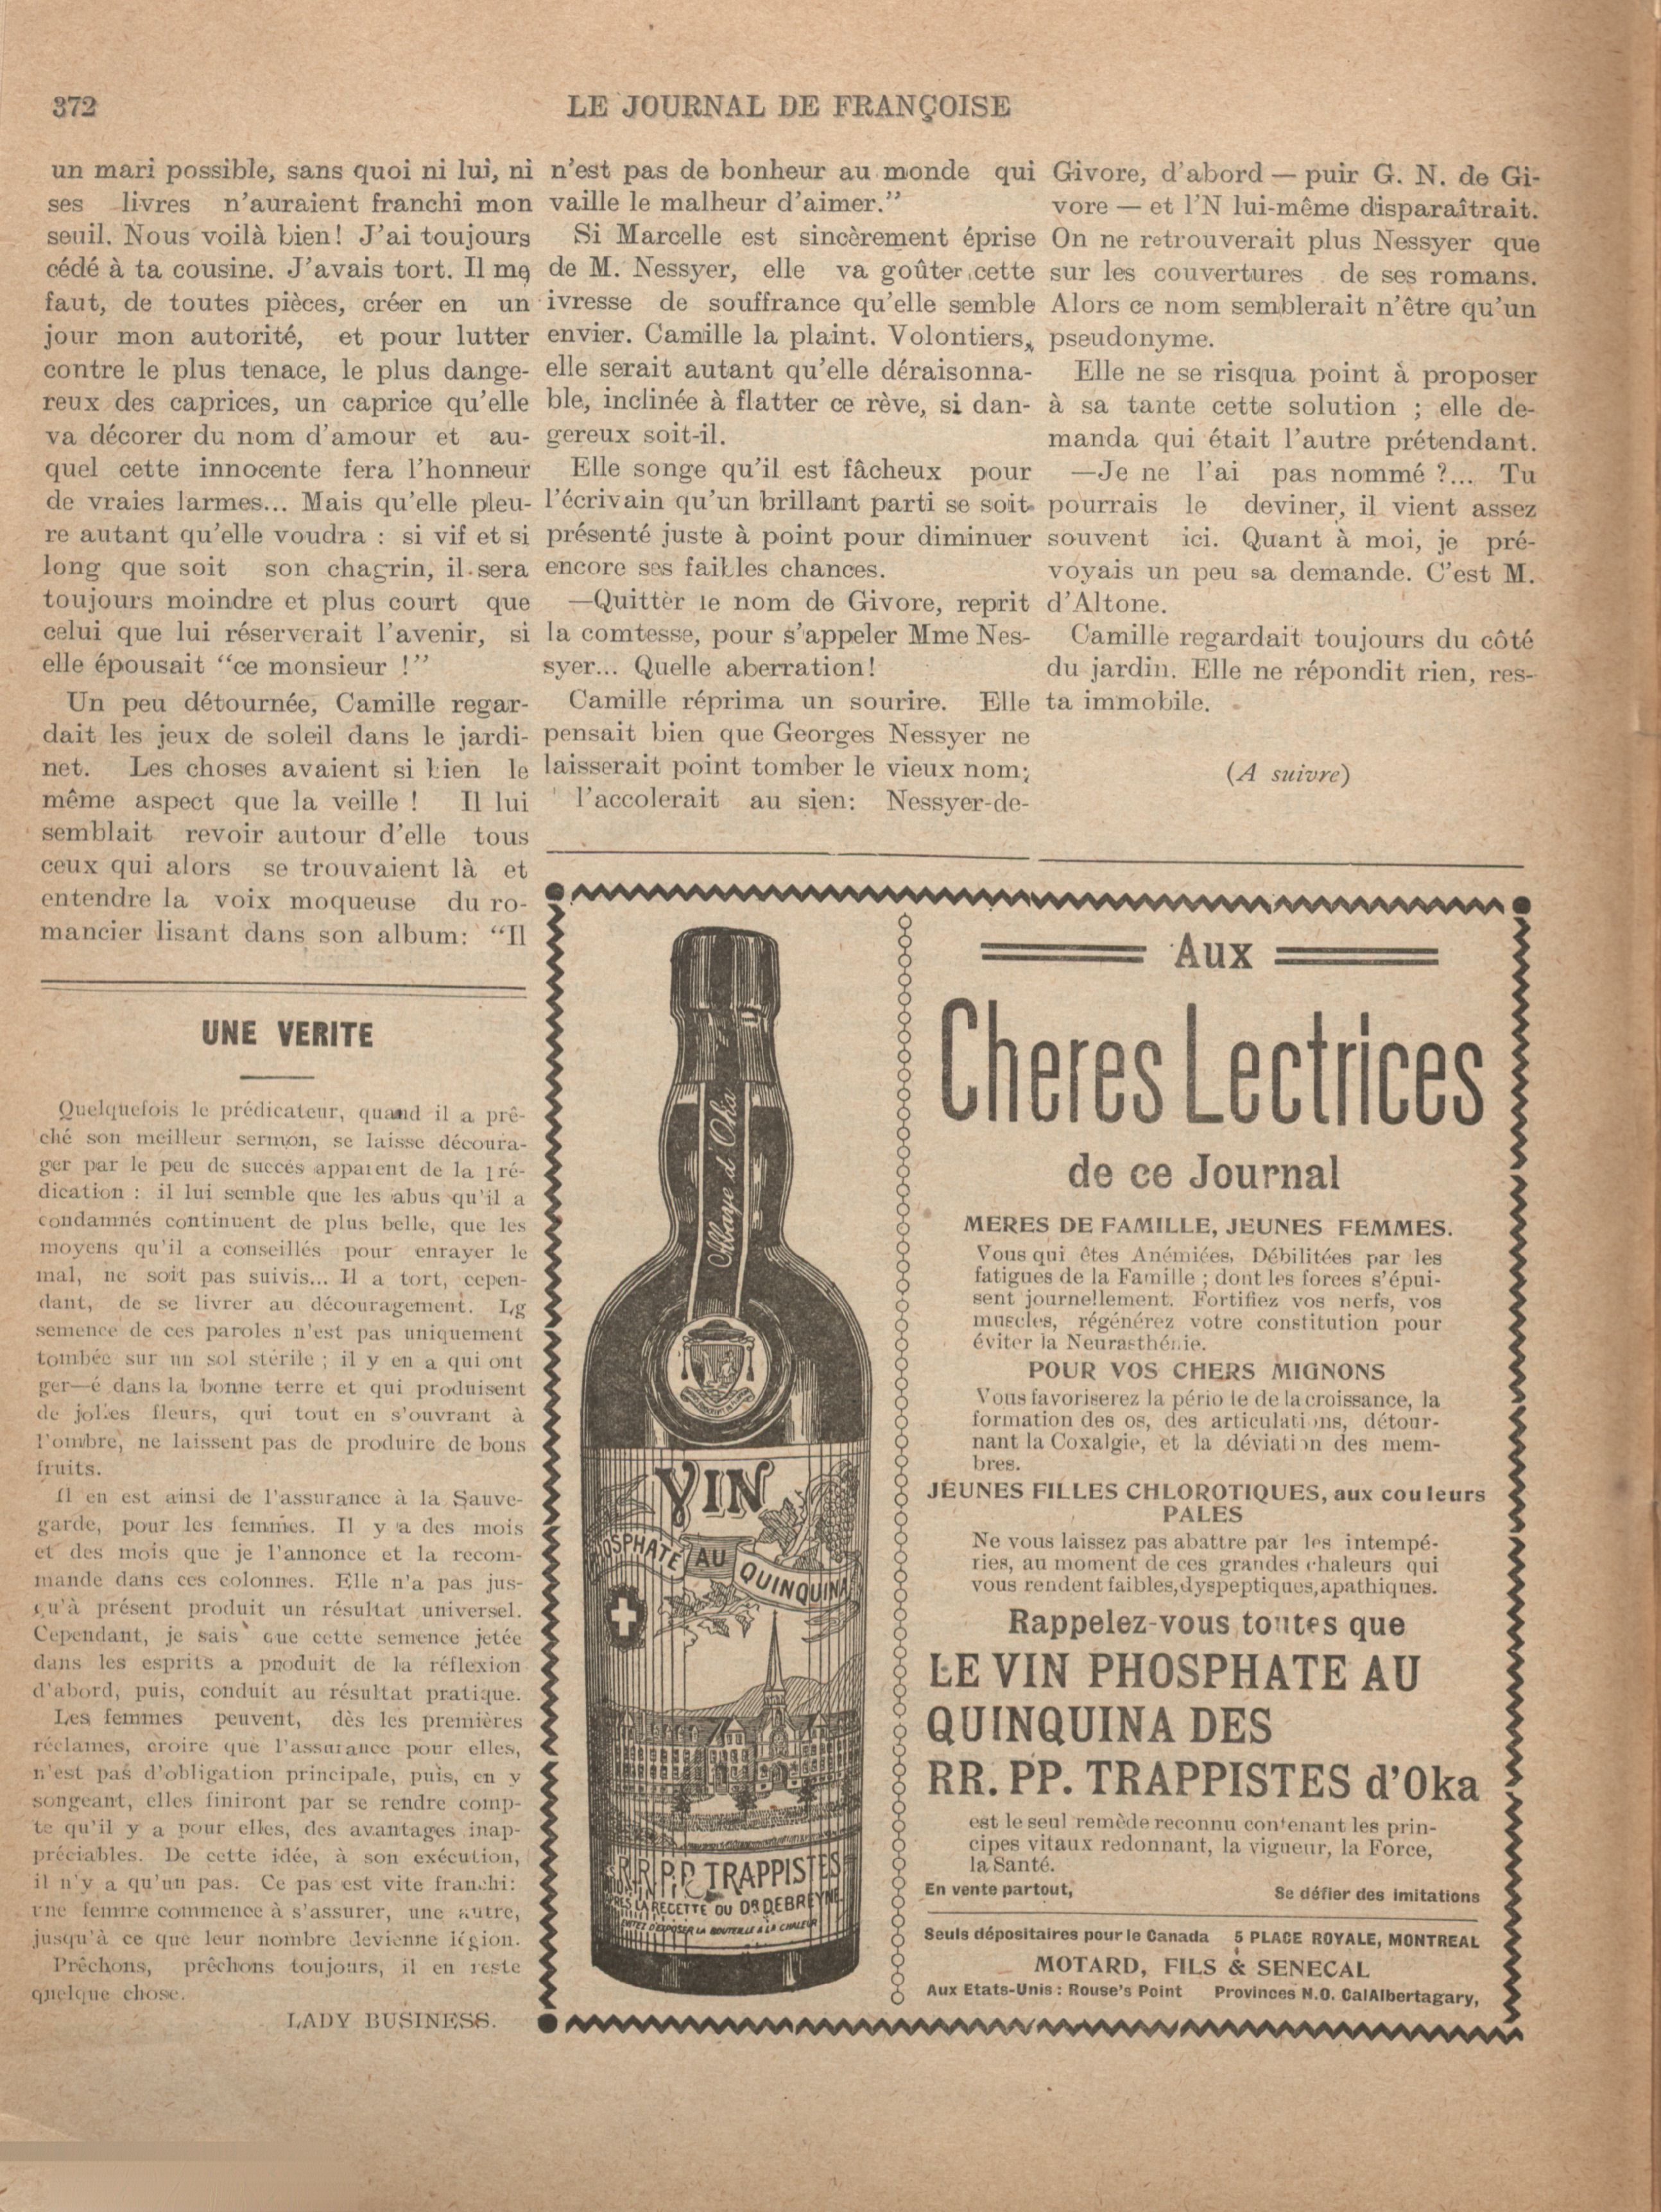 372
LE JOURNAL DE FRANÇOISE
un mari possible, sans quoi ni lui, ni
ses livres n'auraient franchi mon
seuil. Nous voilà bien! J'ai toujours
cédé à ta cousine. J'avais tort. Il me
faut, de toutes pièces, créer en un
jour mon autorité, et pour lutter
contre le plus tenace, le plus dange-
reux des caprices, un caprice qu'elle
va décorer du nom d'amour et au-
quel cette innocente fera l'honneur
de vraies larmes... Mais qu'elle pleu-
re autant qu'elle voudra : si vif et si
long que soit son chagrin, il sera
toujours moindre et plus court que
celui que lui réserverait l'avenir, si
elle épousait "ce monsieur !"
Un peu détournée, Camille regar-
dait les jeux de soleil dans le jardi-
net. Les choses avaient si bien le
même aspect que la veille ! Il lui
semblait revoir autour d'elle tous
ceux qui alors se trouvaient là et
entendre la voix moqueuse du ro-
mancier lisant dans son album: "Il
n'est pas de bonheur au monde qui
vaille le malheur d'aimer."
Si Marcelle est sincèrement éprise
de M. Nessyer, elle va goûter cette
ivresse de souffrance qu'elle semble
envier. Camille la plaint. Volontiers,
elle serait autant qu'elle déraisonna-
ble, inclinée à flatter ce rêve, si dan-
gereux soit-il.
Elle songe qu'il est fâcheux pour
l'écrivain qu'un brillant parti se soit
présenté juste à point pour diminuer
encore ses faibles chances.
—Quitter le nom de Givore, reprit
la comtesse, pour s'appeler Mme Nes-
syer... Quelle aberration!
Camille réprima un sourire. Elle
pensait bien que Georges Nessyer ne
laisserait point tomber le vieux nom;
l'accolerait au sien: Nessyer-de-
Givore, d'abord — puir G. N. de Gi-
vore — et l'N lui-même disparaîtrait.
On ne retrouverait plus Nessyer que
sur les couvertures de ses romans.
Alors ce nom semblerait n'être qu'un
pseudonyme.
Elle ne se risqua point à proposer
à sa tante cette solution ; elle de-
manda qui était l'autre prétendant.
—Je ne l'ai pas nommé ?... Tu
pourrais le deviner, il vient assez
souvent ici. Quant à moi, je pré-
voyais un peu sa demande. C'est M.
d'Altone.
Camille regardait toujours du côté
du jardin. Elle ne répondit rien, res-
ta immobile.
(A suivre)
UNE VERITE
Quelquefois le prédicateur, quand il a prê-
ché son meilleur sermon, se laisse découra-
ger par le peu de succès apparent de la pré-
dication : il lui semble que les abus qu'il a
condamnés continuent de plus belle, que les
moyens qu'il a conseillés pour enrayer le
mal, ne soit pas suivis... Il a tort, cepen-
dant, de se livrer au découragement. Lg
semence de ces paroles n'est pas uniquement
tombée sur un sol stérile ; il y en a qui ont
ger—é dans la bonne terre et qui produisent
de jolies fleurs, qui tout en s'ouvrant à
l'ombre, ne laissent pas de produire de bons
fruits.
Il en est ainsi de l'assurance à la Sauve-
garde, pour les femmes. Il y a des mois
et des mois que je l'annonce et la recom-
mande dans ces colonnes. Elle n'a pas jus-
qu'à présent produit un résultat universel.
Cependant, je sais que cette semence jetée
dans les esprits a produit de la réflexion
d'abord, puis, conduit au résultat pratique.
Les femmes peuvent, dès les premières
réclames, croire que l'assurance pour elles,
n'est pas d'obligation principale, puis, en y
songeant, elles finiront par se rendre comp-
te qu'il y a pour elles, des avantages inap-
préciables. De cette idée, à son exécution,
il n'y a qu'un pas. Ce pas est vite franchi:
une femme commence à s'assurer, une autre,
jusqu'à ce que leur nombre devienne légion.
Prêchons, prêchons toujours, il en reste
quelque chose.
LADY BUSINESS.
Abbaye d'Oka
VIN
PHOSPHATÉ AU QUINQUINA
R.R.P.P. TRAPPISTES
LA RECETTE DU DR DEBREYNE
EVITEZ D'EXPOSER LA BOUTEILLE A LA CHALEUR
Aux
Cheres Lectrices
de ce Journal
MERES DE FAMILLE, JEUNES FEMMES.
Vous qui êtes Anémiées, Débilitées par les
fatigues de la Famille ; dont les forces s'épui-
sent journellement. Fortifiez vos nerfs, vos
muscles, régénérez votre constitution pour
éviter la Neurasthénie.
POUR VOS CHERS MIGNONS
Vous favoriserez la période de la croissance, la
formation des os, des articulations, détour-
nant la Coxalgie, et la déviation des mem-
bres.
JEUNES FILLES CHLOROTIQUES, aux couleurs
PALES
Ne vous laissez pas abattre par les intempé-
ries, au moment de ces grandes chaleurs qui
vous rendent faibles, dyspeptiques, apathiques.
Rappelez-vous toutes que
LE VIN PHOSPHATE AU
QUINQUINA DES
RR. PP. TRAPPISTES d'Oka
est le seul remède reconnu contenant les prin-
cipes vitaux redonnant, la vigueur, la Force,
la Santé.
En vente partout, Se défier des imitations
Seuls dépositaires pour le Canada 5 PLACE ROYALE, MONTREAL
MOTARD, FILS & SENECAL
Aux Etats-Unis : Rouse's Point Provinces N.O. CalAlbertagary,